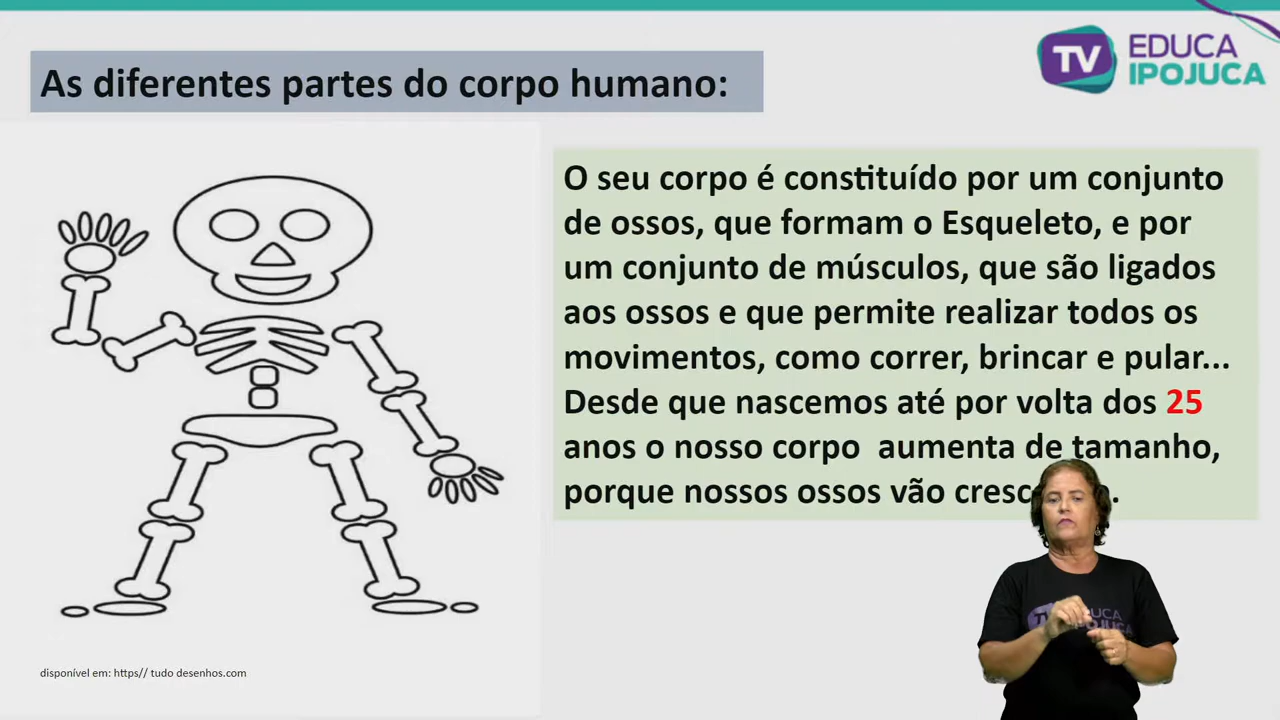 As diferentes partes do corpo humano:
TV EDUCA
IPOJUCA
O seu corpo é constituído por um conjunto
de ossos, que formam o Esqueleto, e por
um conjunto de músculos, que são ligados
aos ossos e que permite realizar todos os
movimentos, como correr, brincar e pular...
Desde que nascemos até por volta dos 25
anos o nosso corpo aumenta de tamanho,
porque nossos ossos vão
disponível em: https// tudo desenhos.com